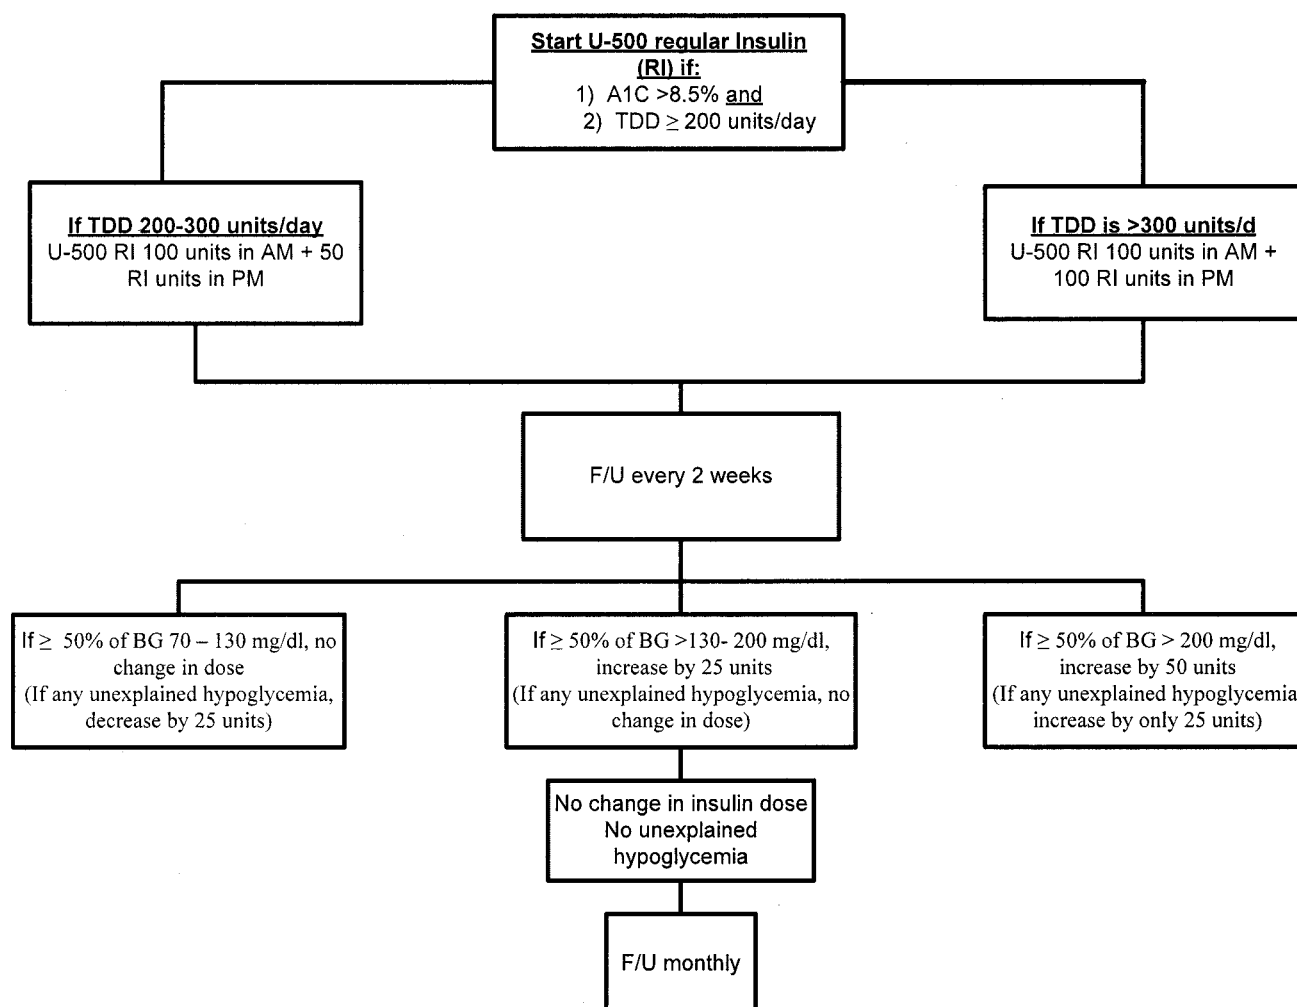 Start U-500 regular Insulin
(RI) if:
1) A1C >8.5% and
2) TDD ≥ 200 units/day
If TDD 200-300 units/day
U-500 RI 100 units in AM + 50
RI units in PM
If TDD is >300 units/d
U-500 RI 100 units in AM +
100 RI units in PM
F/U every 2 weeks
If ≥ 50% of BG 70 – 130 mg/dl, no
change in dose
(If any unexplained hypoglycemia,
decrease by 25 units)
If ≥ 50% of BG >130- 200 mg/dl,
increase by 25 units
(If any unexplained hypoglycemia, no
change in dose)
If ≥ 50% of BG > 200 mg/dl,
increase by 50 units
(If any unexplained hypoglycemia
increase by only 25 units)
No change in insulin dose
No unexplained
hypoglycemia
F/U monthly